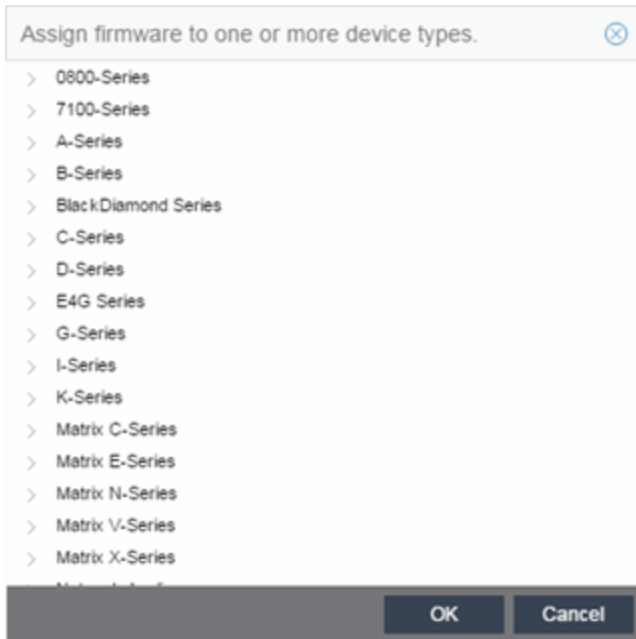 Assign firmware to one or more device types.
0800-Series
7100-Series
A-Series
B-Series
BlackDiamond Series
C-Series
D-Series
E4G Series
G-Series
I-Series
K-Series
Matrix C-Series
Matrix E-Series
Matrix N-Series
Matrix V-Series
Matrix X-Series
OK Cancel